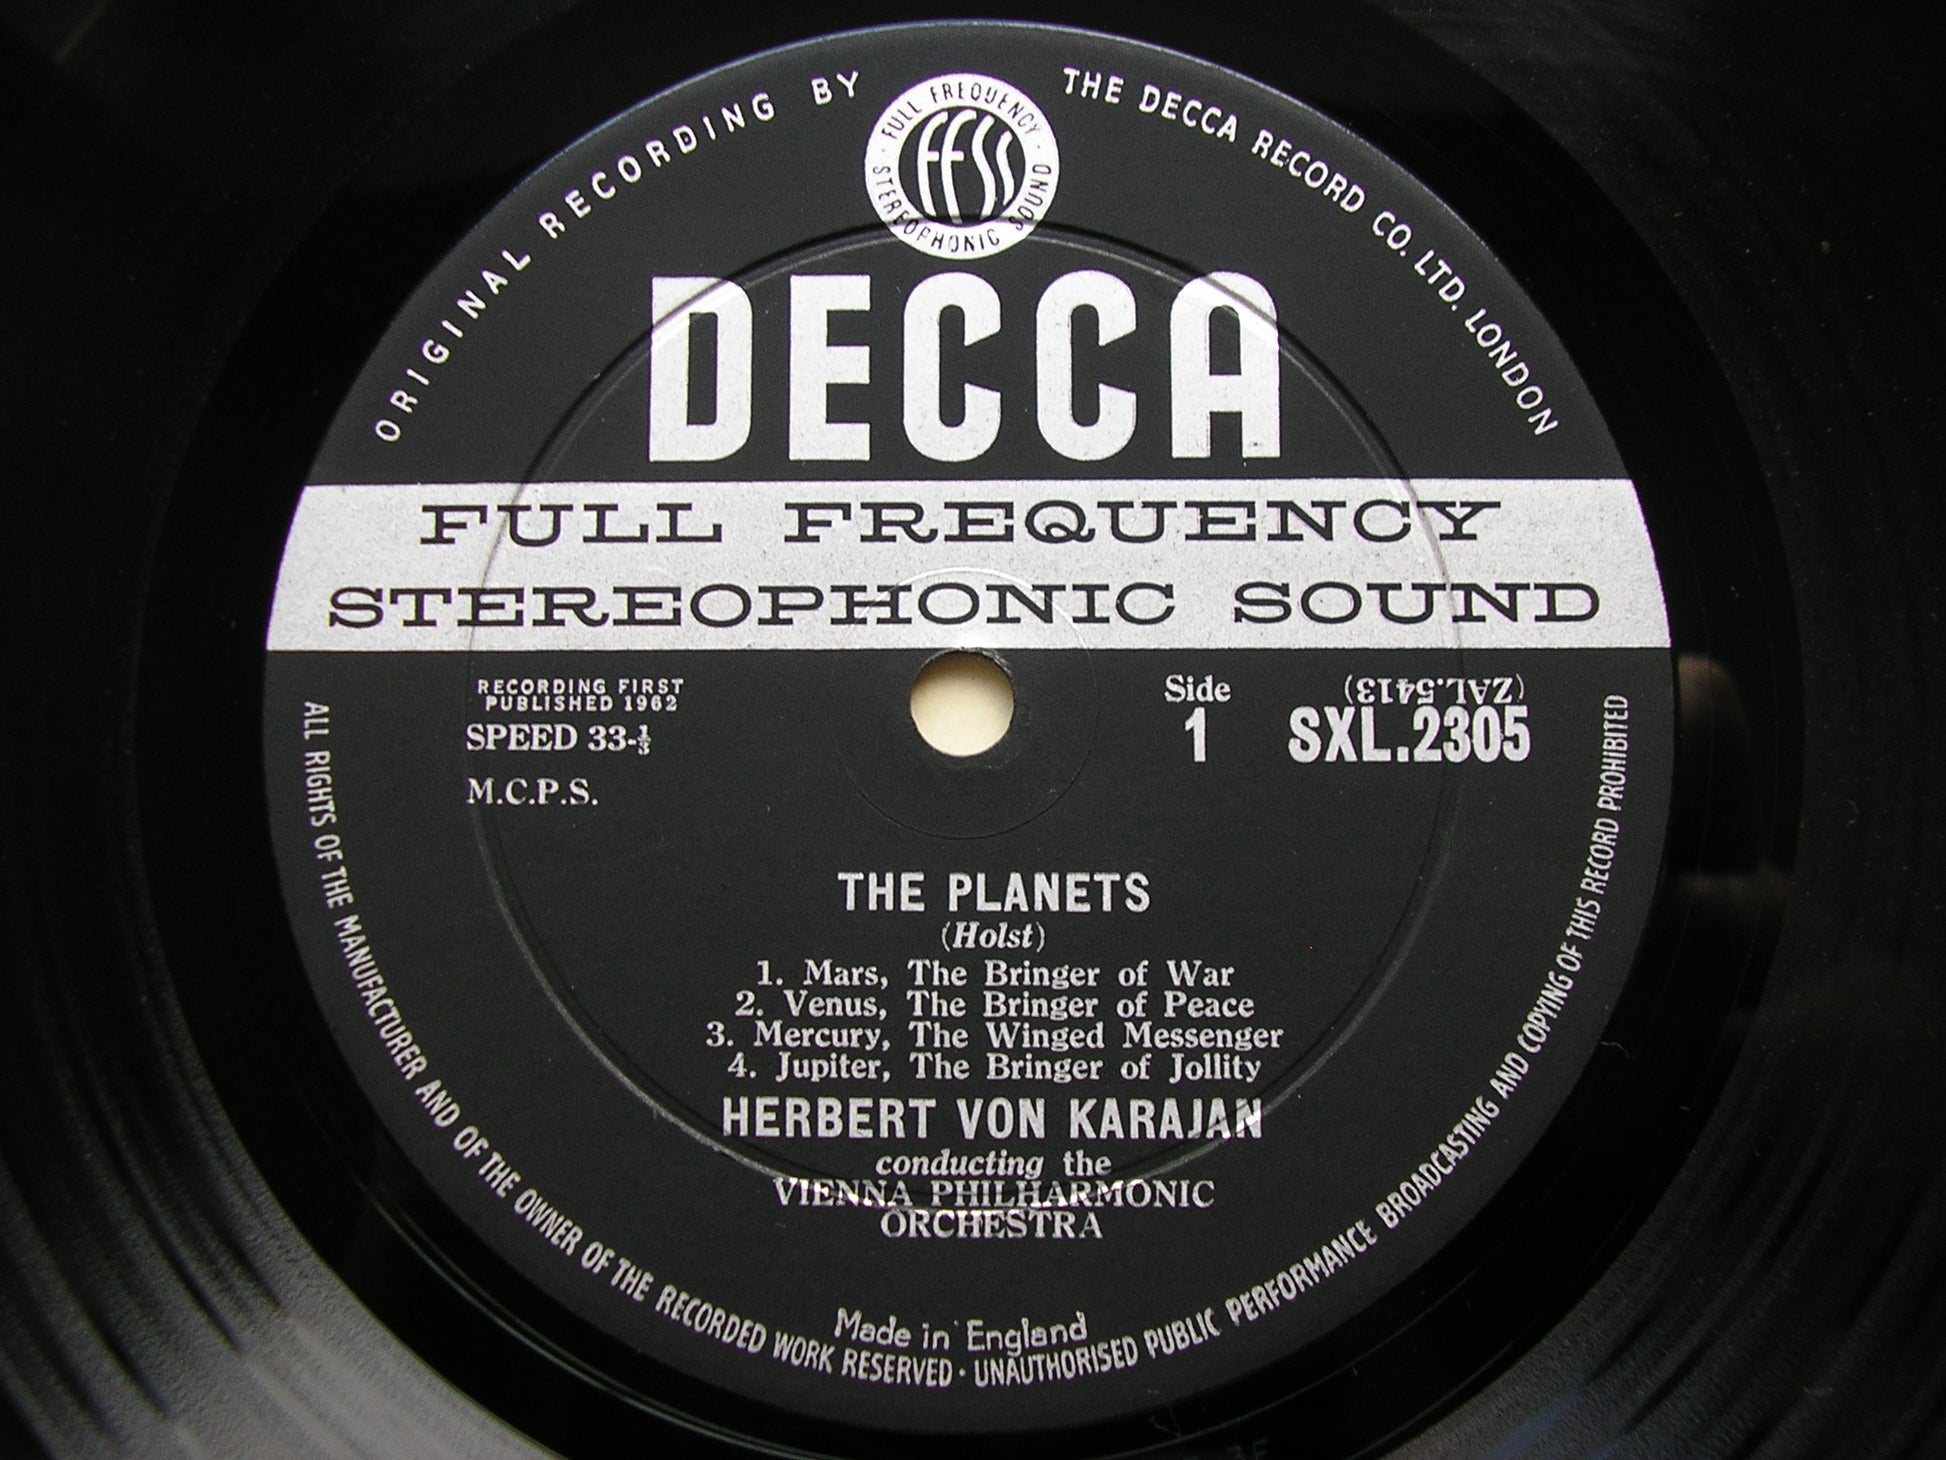 ORIGINAL RECORDING BY
THE DECCA RECORD CO. LTD. LONDON
FULL FREQUENCY
STEREOPHONIC SOUND
FFSS
DECCA
FULL FREQUENCY
STEREOPHONIC SOUND
RECORDING FIRST
PUBLISHED 1962
SPEED 33-⅓
M.C.P.S.
Side
1
(ZAL.5413)
SXL.2305
THE PLANETS
(Holst)
1. Mars, The Bringer of War
2. Venus, The Bringer of Peace
3. Mercury, The Winged Messenger
4. Jupiter, The Bringer of Jollity
HERBERT VON KARAJAN
conducting the
VIENNA PHILHARMONIC
ORCHESTRA
Made in England
ALL RIGHTS OF THE MANUFACTURER AND OF THE OWNER OF THE RECORDED WORK RESERVED · UNAUTHORISED PUBLIC PERFORMANCE BROADCASTING AND COPYING OF THIS RECORD PROHIBITED